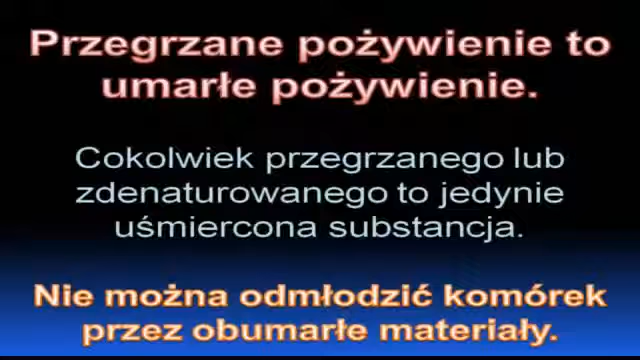 Przegrzane pożywienie to
umarłe pożywienie.
Cokolwiek przegrzanego lub
zdenaturowanego to jedynie
uśmiercona substancja.
Nie można odmłodzić komórek
przez obumarłe materiały.